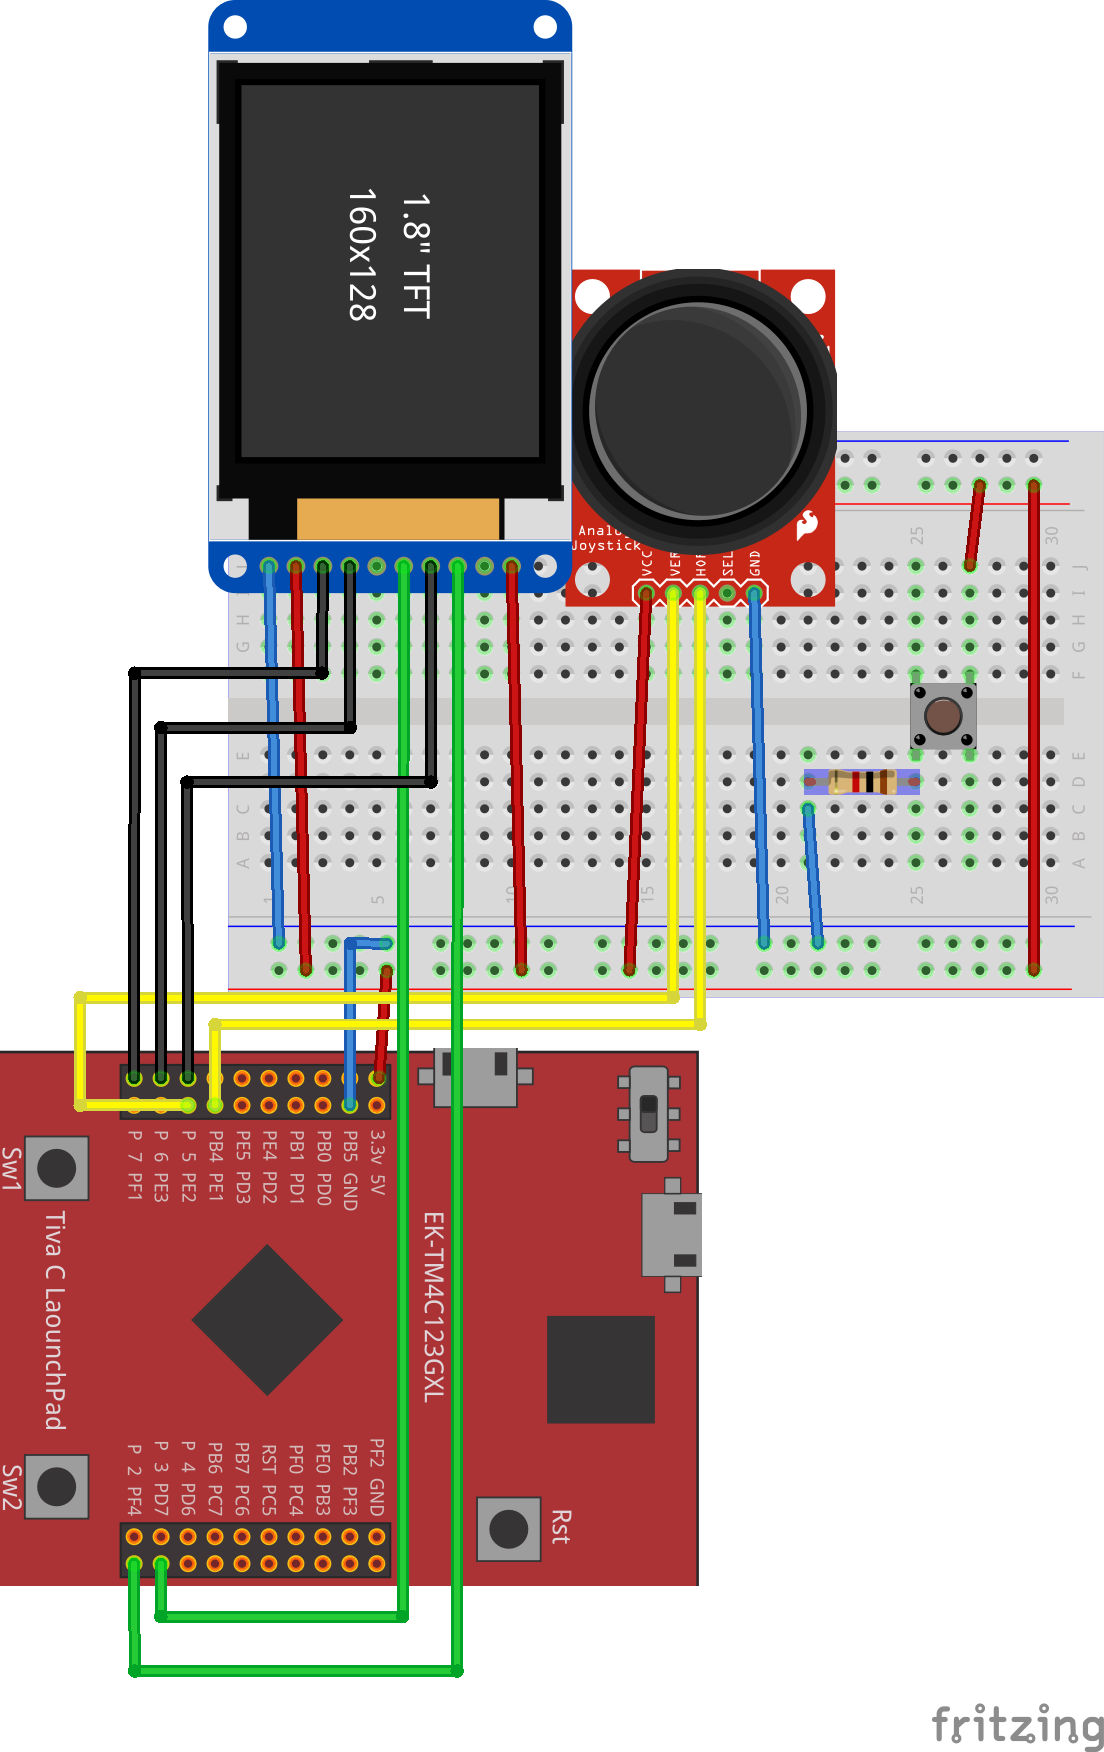 1.8" TFT
160x128
Joystick
VCC
VER
HOR
SEL
GND
25
30
J
I
H
G
F
E
D
C
B
A
H
G
E
D
C
B
A
1
5
10
15
20
25
30
P 7 PF1
P 6 PE3
P 5 PE2
PB4 PE1
PE5 PD3
PE4 PD2
PB1 PD1
PB0 PD0
PB5 GND
3.3v 5V
Sw1
Tiva C LaounchPad
EK-TM4C123GXL
Sw2
P 2 PF4
P 3 PD7
P 4 PD6
PB6 PC7
PB7 PC6
RST PC5
PF0 PC4
PE0 PB3
PB2 PF3
PF2 GND
Rst
fritzing